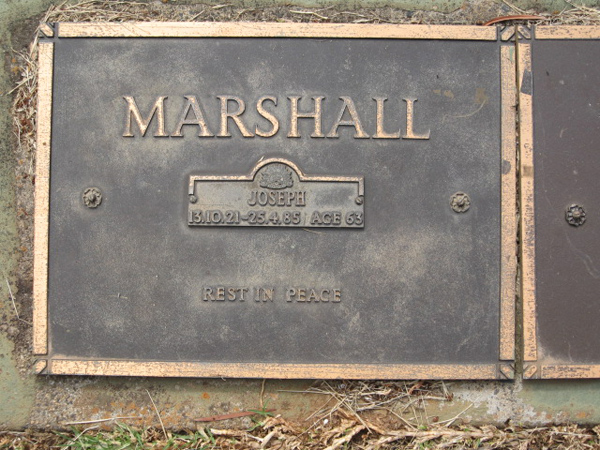 MARSHALL
JOSEPH
13.10.21-25.4.85 AGE 63
REST IN PEACE